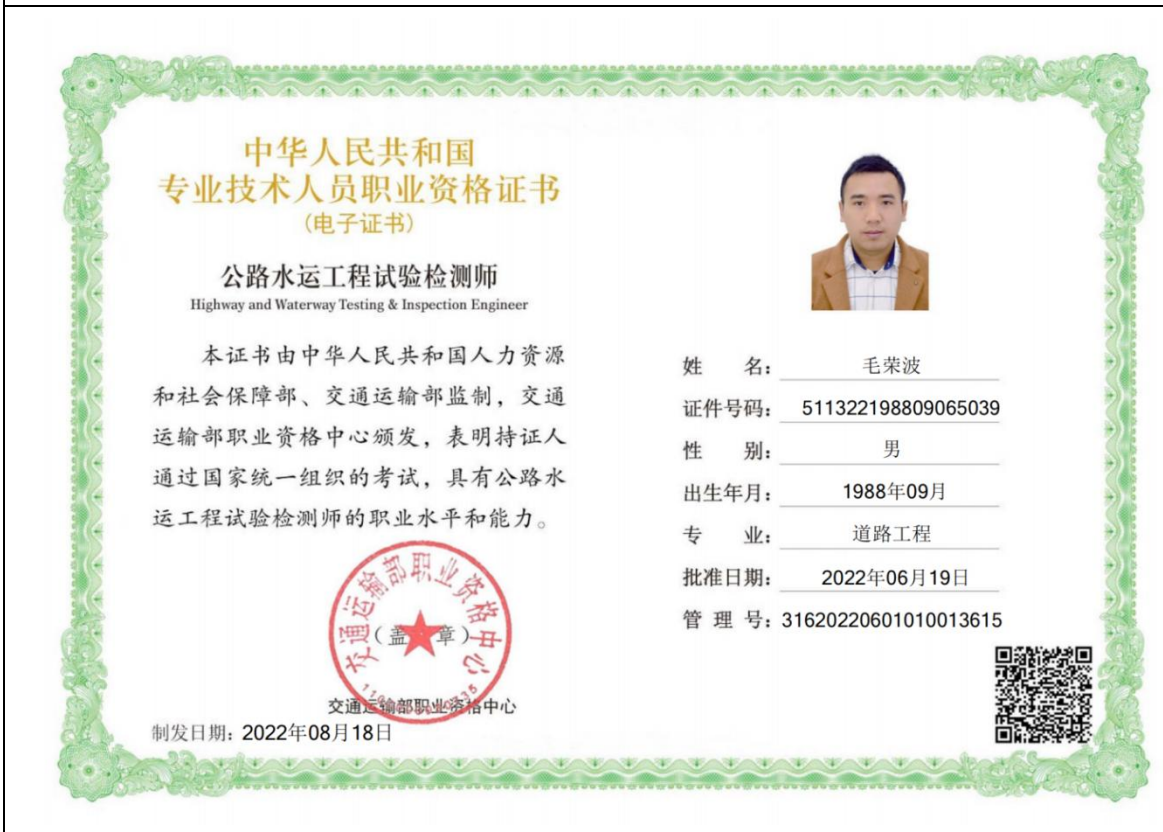 中华人民共和国
专业技术人员职业资格证书
(电子证书)
公路水运工程试验检测师
Highway and Waterway Testing & Inspection Engineer
本证书由中华人民共和国人力资源
和社会保障部、交通运输部监制，交通
运输部职业资格中心颁发，表明持证人
通过国家统一组织的考试，具有公路水
运工程试验检测师的职业水平和能力。
交通运输部职业资格中心
（盖 章）
交通运输部职业资格中心
制发日期：2022年08月18日
姓 名：毛荣波
证件号码：511322198809065039
性 别：男
出生年月：1988年09月
专 业：道路工程
批准日期：2022年06月19日
管 理 号：31620220601010013615